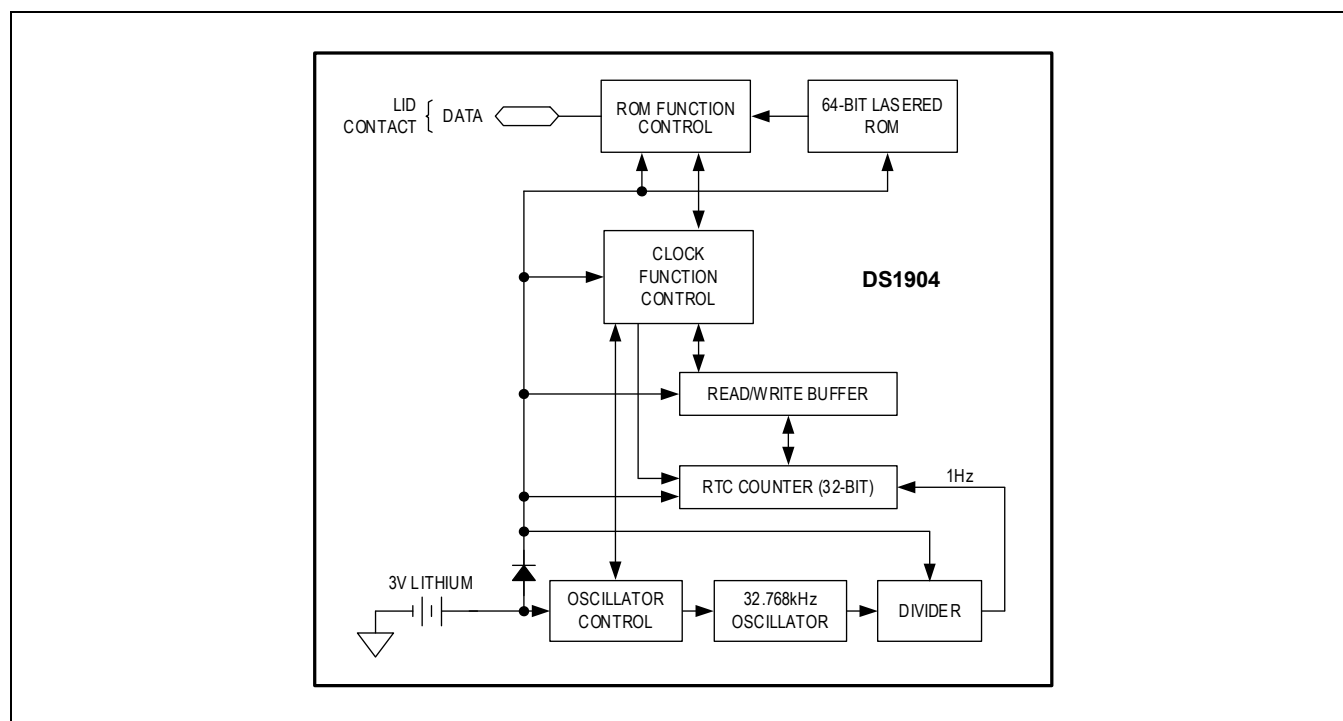 LID
CONTACT
DATA
ROM FUNCTION
CONTROL
64-BIT LASERED
ROM
CLOCK
FUNCTION
CONTROL
DS1904
READ/WRITE BUFFER
RTC COUNTER (32-BIT)
1Hz
3V LITHIUM
OSCILLATOR
CONTROL
32.768kHz
OSCILLATOR
DIVIDER